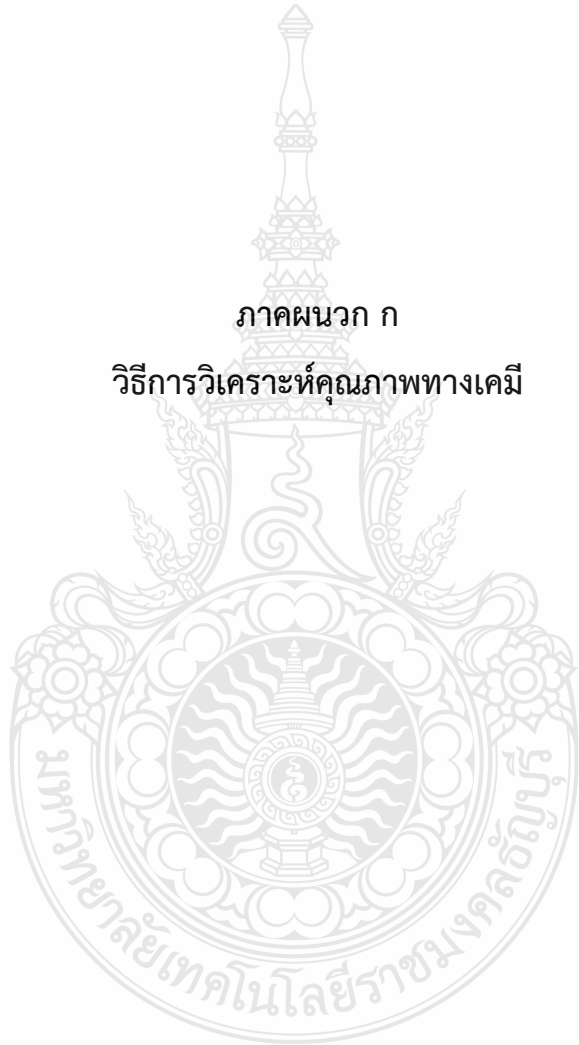 ภาคผนวก ก
วิธีการวิเคราะห์คุณภาพทางเคมี
มหาวิทยาลัยเทคโนโลยีราชมงคลธัญบุรี